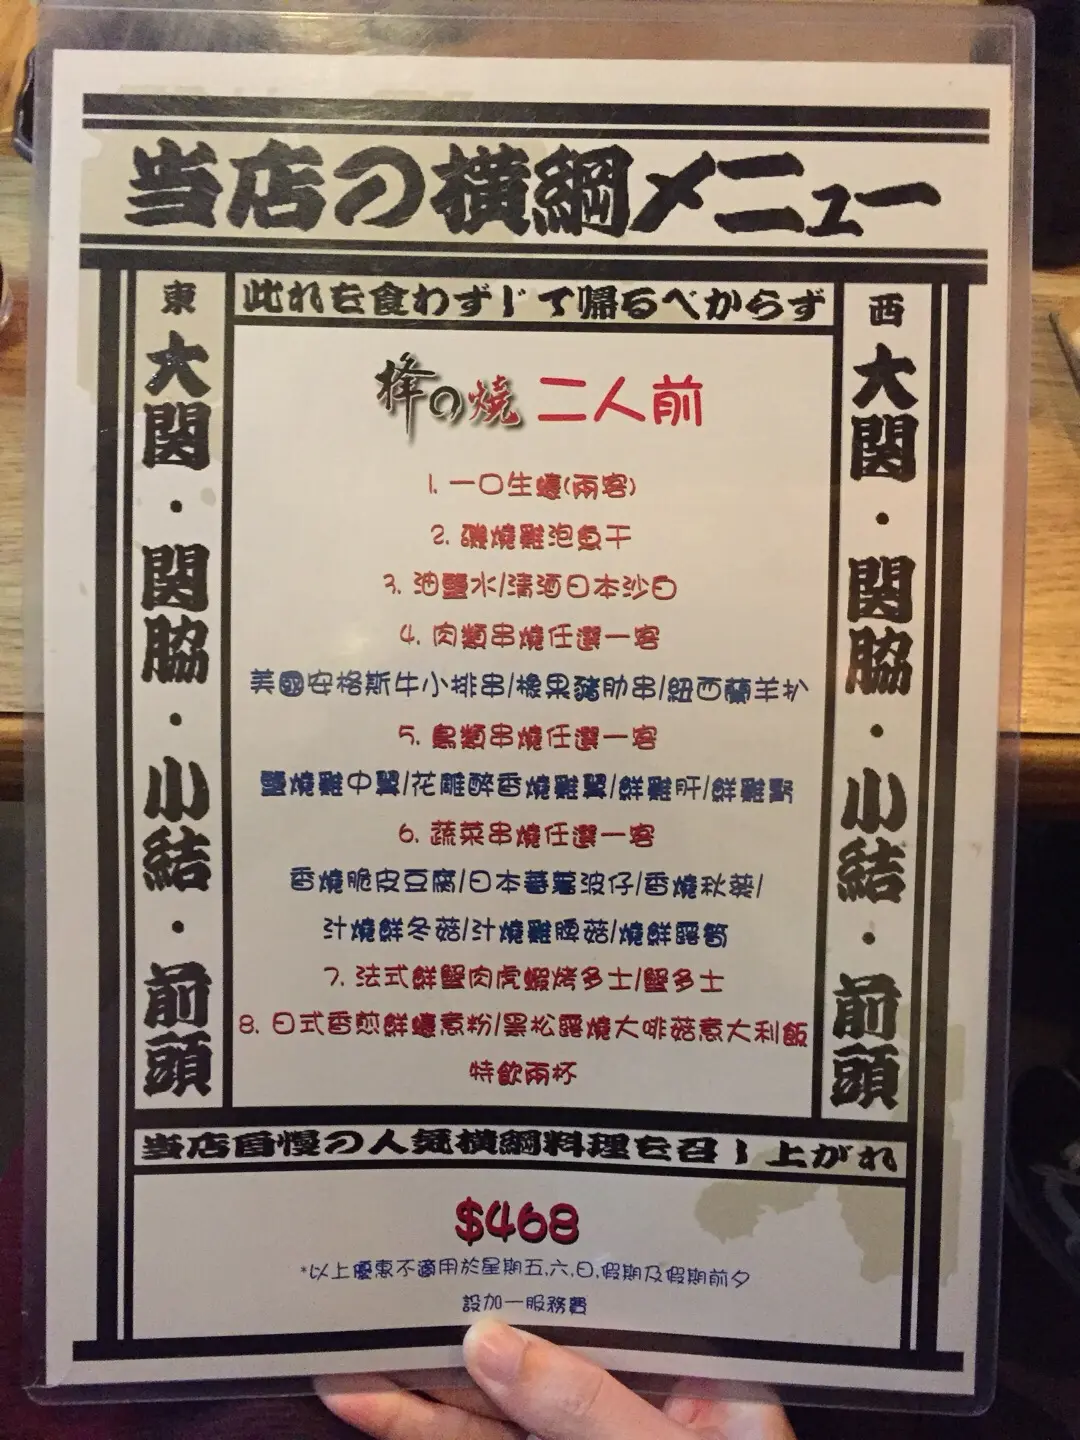 当店の横綱メニュー
東
大関・関脇・小結・前頭
此れを食わずして帰るべからず
西
大関・関脇・小結・前頭
の燒 二人前
1. 一口生蠔(兩客)
2. 磯燒雞泡魚干
3. 油鹽水/清酒日本沙白
4. 肉類串燒任選一客
美國安格斯牛小排串/橡果豬肋串/紐西蘭羊扒
5. 鳥類串燒任選一客
鹽燒雞中翼/花雕醉香燒雞翼/鮮雞肝/鮮雞腎
6. 蔬菜串燒任選一客
香燒脆皮豆腐/日本蕃茄波仔/香燒秋葵/
汁燒鮮冬菇/汁燒雞脾菇/燒鮮露筍
7. 法式鮮蟹肉虎蝦烤多士/蟹多士
8. 日式香煎鮮蠔煮粉/黑松露燒大啡菇意大利飯
特飲兩杯
当店自慢の人気横綱料理を召し上がれ
$468
*以上優惠不適用於星期五,六,日,假期及假期前夕
設加一服務費